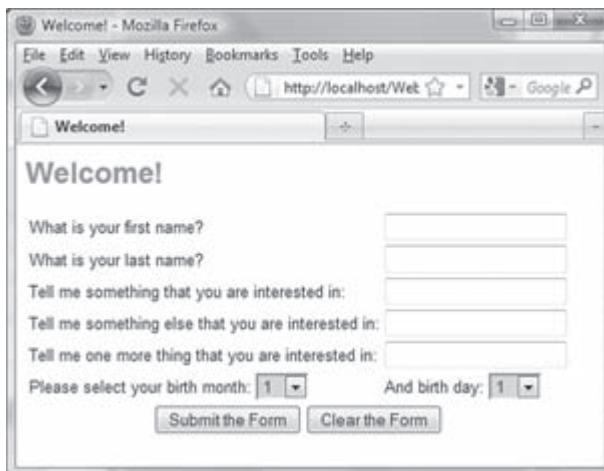 Welcome! - Mozilla Firefox
File Edit View History Bookmarks Tools Help
http://localhost/Web Google
Welcome!
Welcome!
What is your first name?
What is your last name?
Tell me something that you are interested in:
Tell me something else that you are interested in:
Tell me one more thing that you are interested in:
Please select your birth month: 1 And birth day: 1
Submit the Form Clear the Form